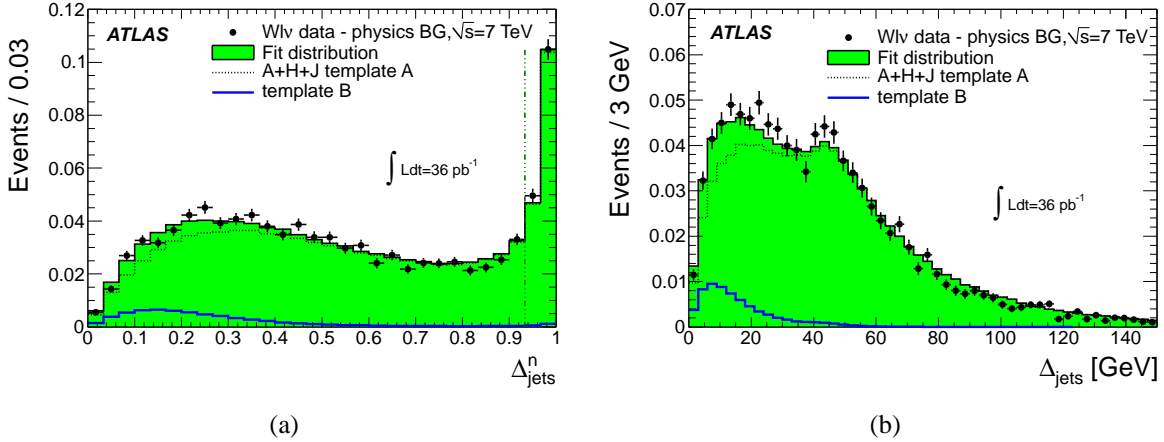 ATLAS
Wlν data - physics BG,√s=7 TeV
Fit distribution
A+H+J template A
template B
∫ Ldt=36 pb⁻¹
Events / 0.03
0.12
0.1
0.08
0.06
0.04
0.02
0
0 0.1 0.2 0.3 0.4 0.5 0.6 0.7 0.8 0.9 1
Δⁿjets
(a)
ATLAS
Wlν data - physics BG,√s=7 TeV
Fit distribution
A+H+J template A
template B
∫ Ldt=36 pb⁻¹
Events / 3 GeV
0.07
0.06
0.05
0.04
0.03
0.02
0.01
0
0 20 40 60 80 100 120 140
Δjets [GeV]
(b)